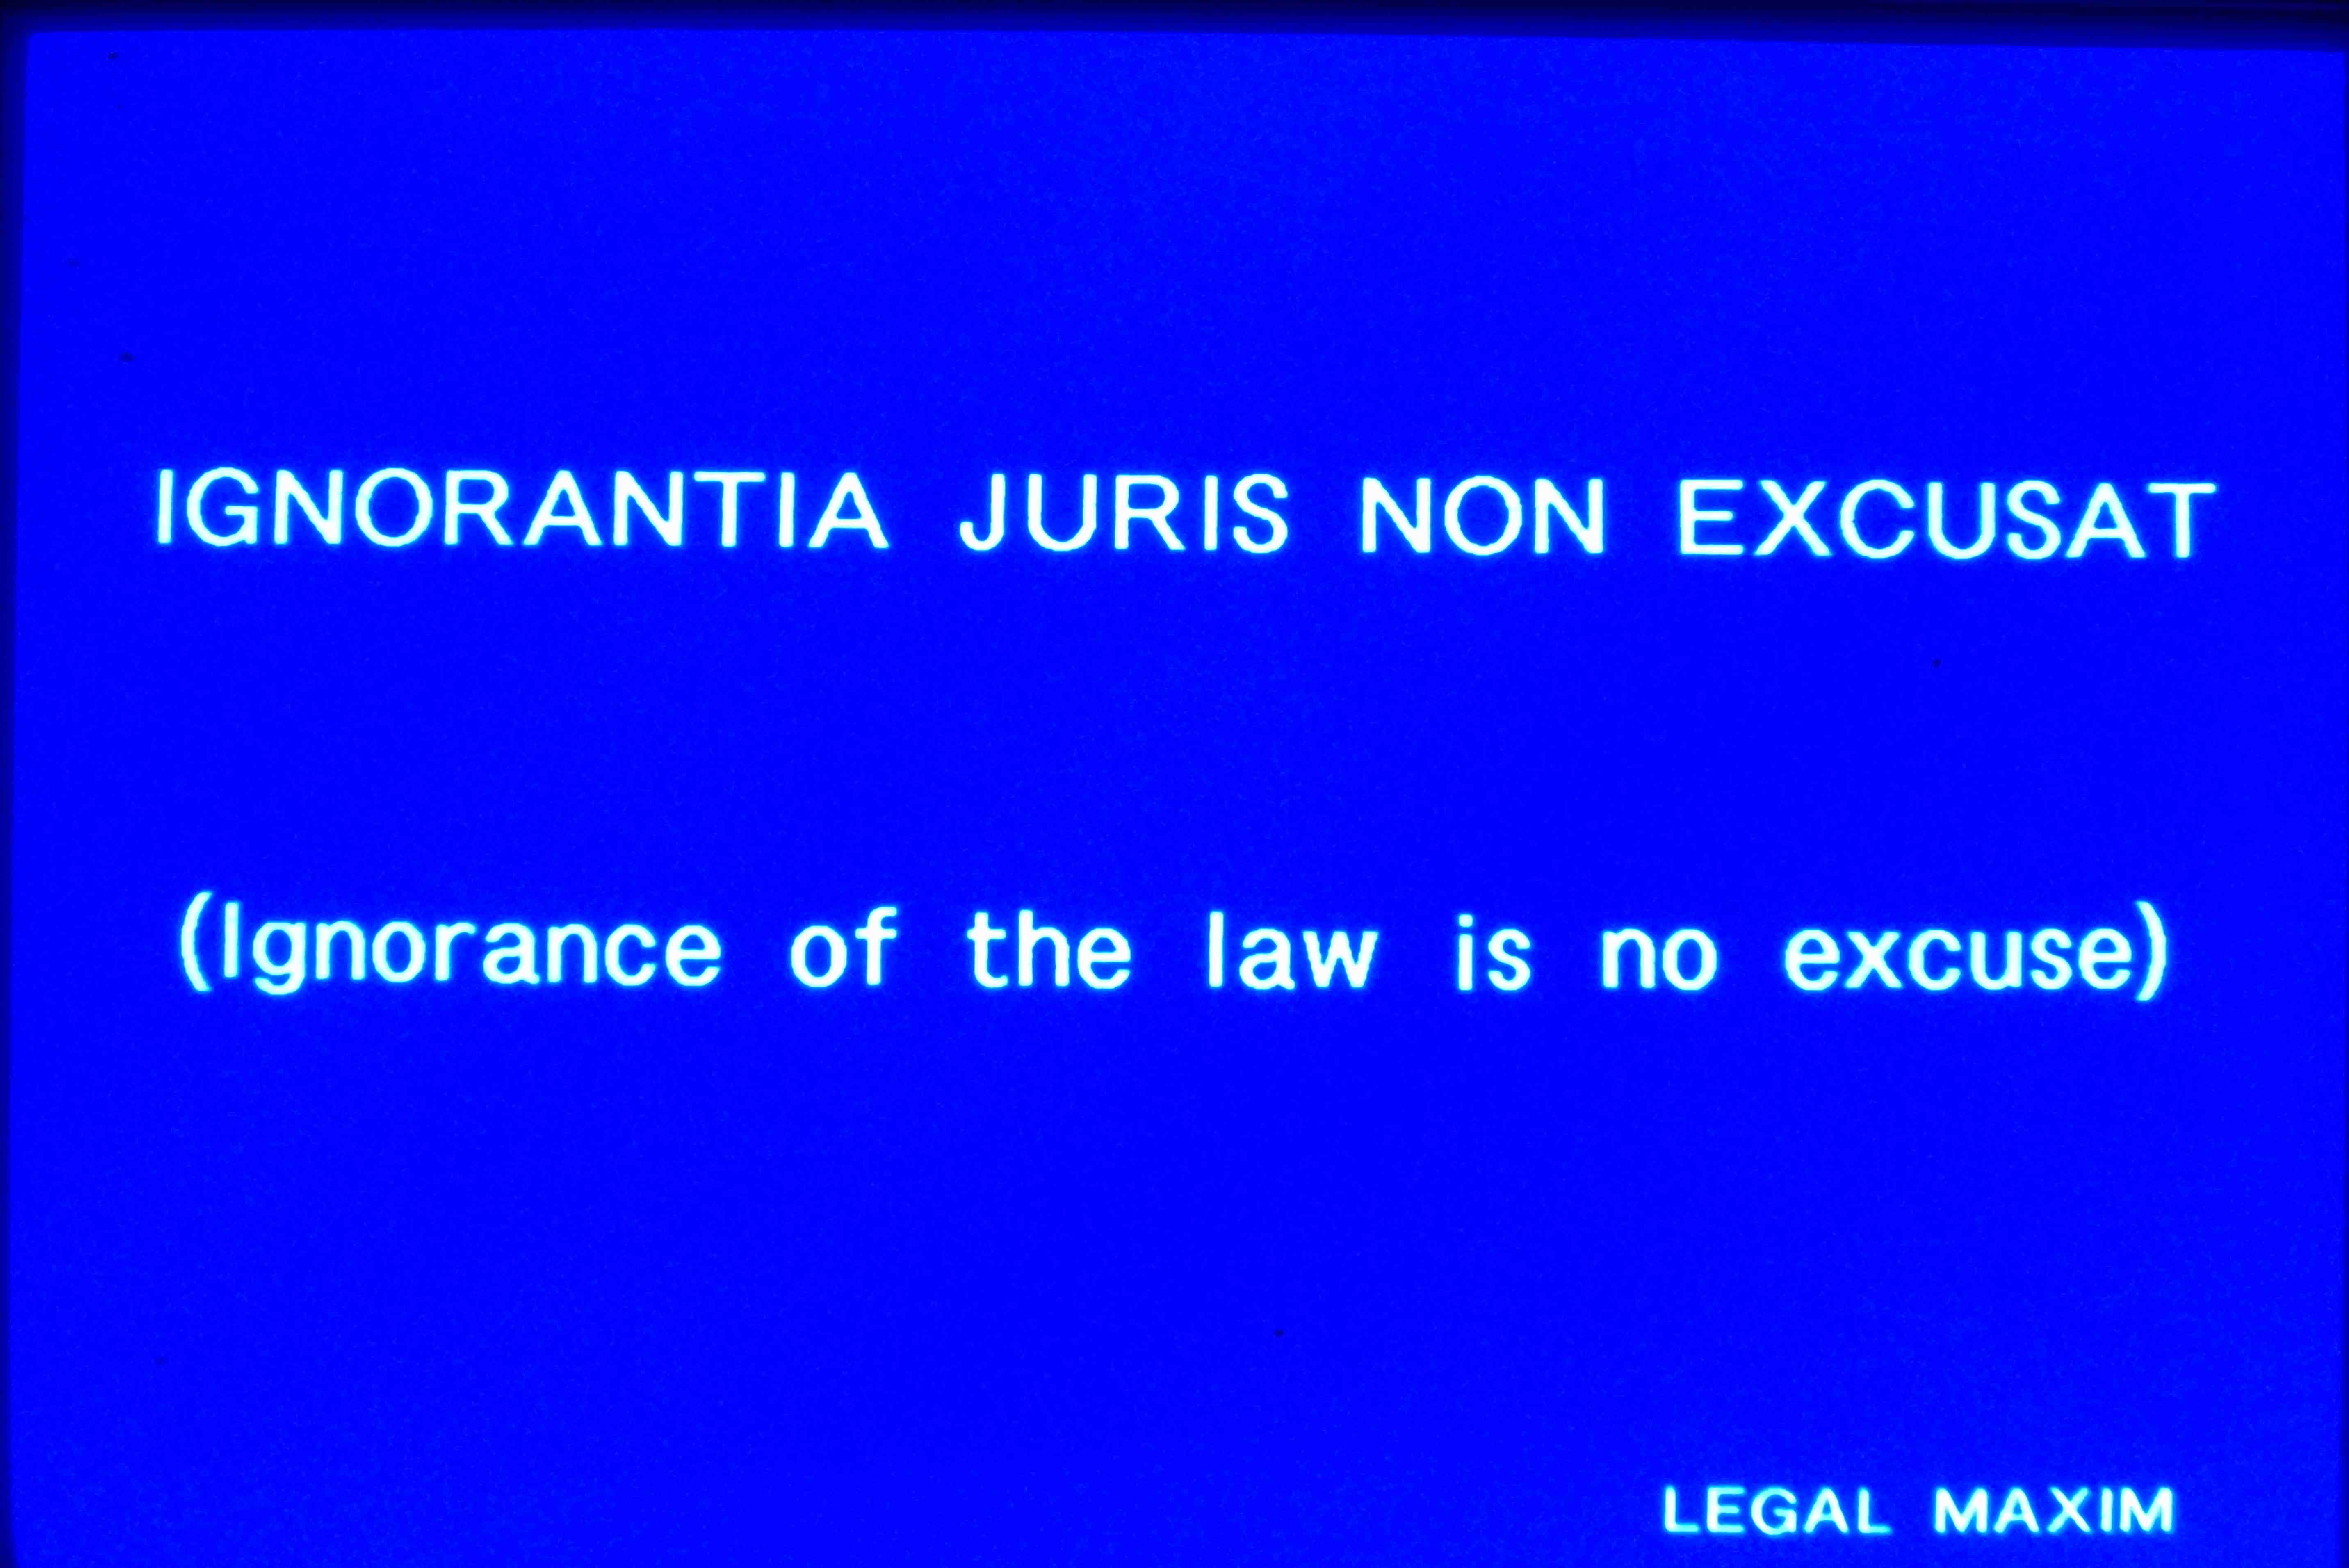 IGNORANTIA JURIS NON EXCUSAT
(Ignorance of the law is no excuse)
LEGAL MAXIM